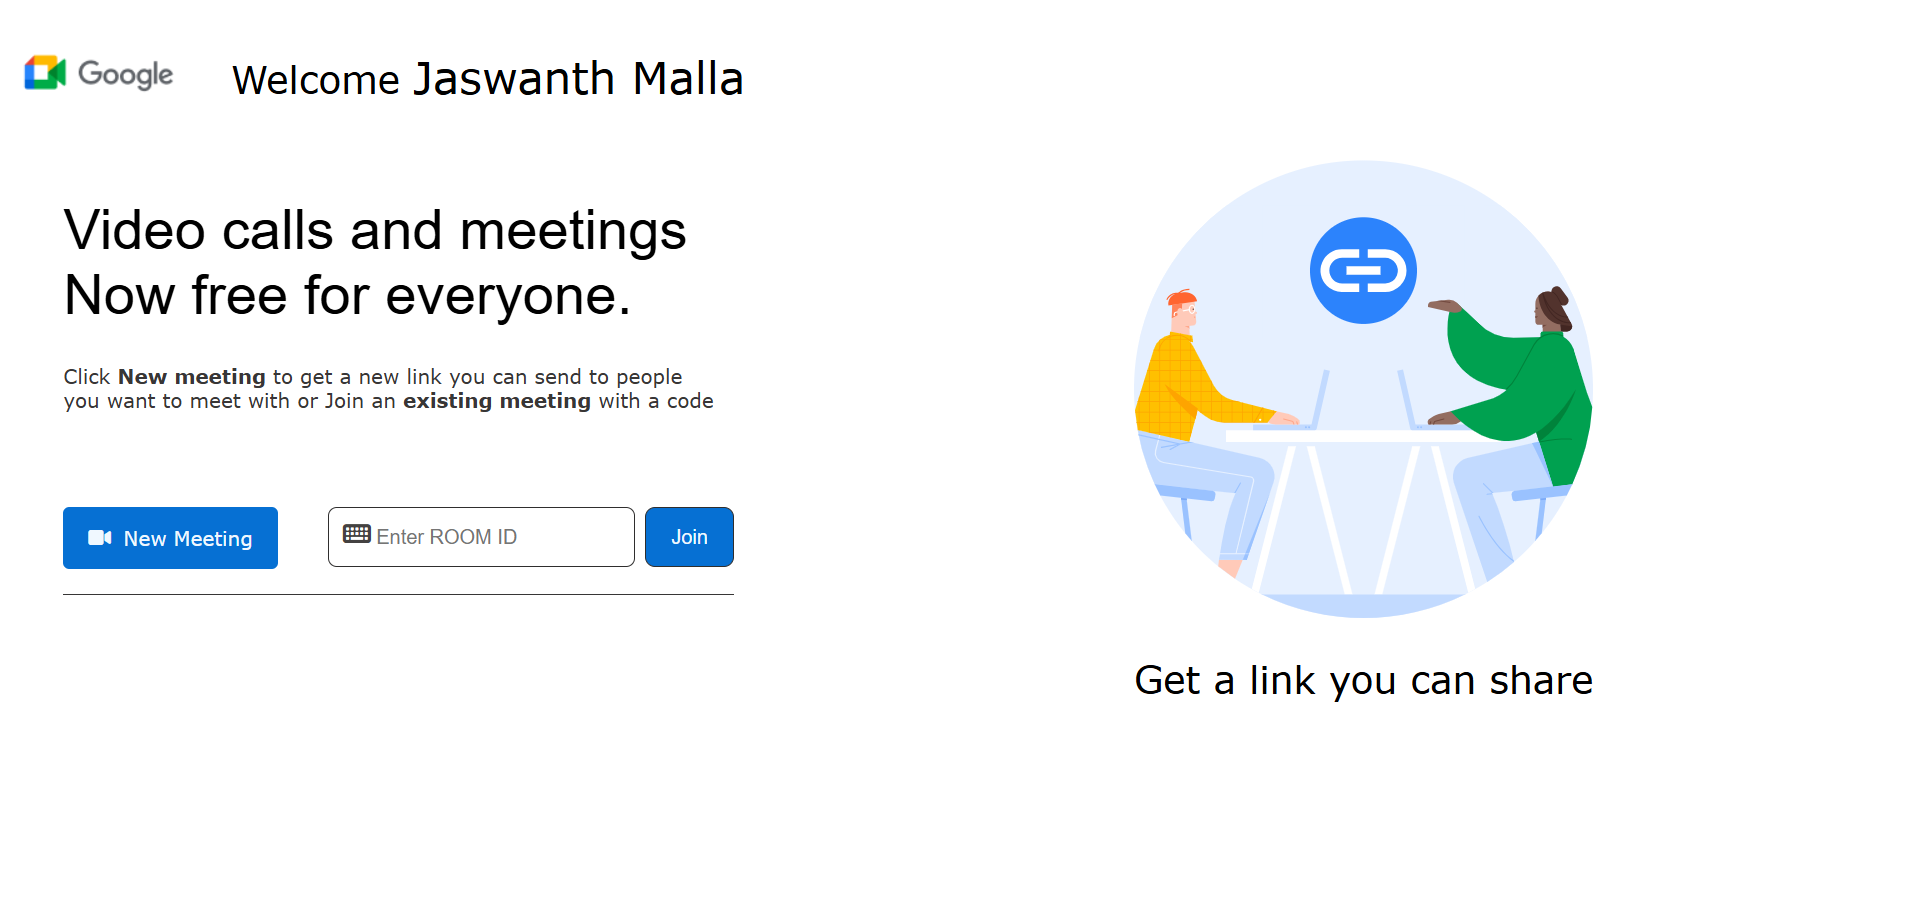 Google
Welcome Jaswanth Malla
Video calls and meetings
Now free for everyone.
Click New meeting to get a new link you can send to people
you want to meet with or Join an existing meeting with a code
New Meeting
Enter ROOM ID
Join
Get a link you can share